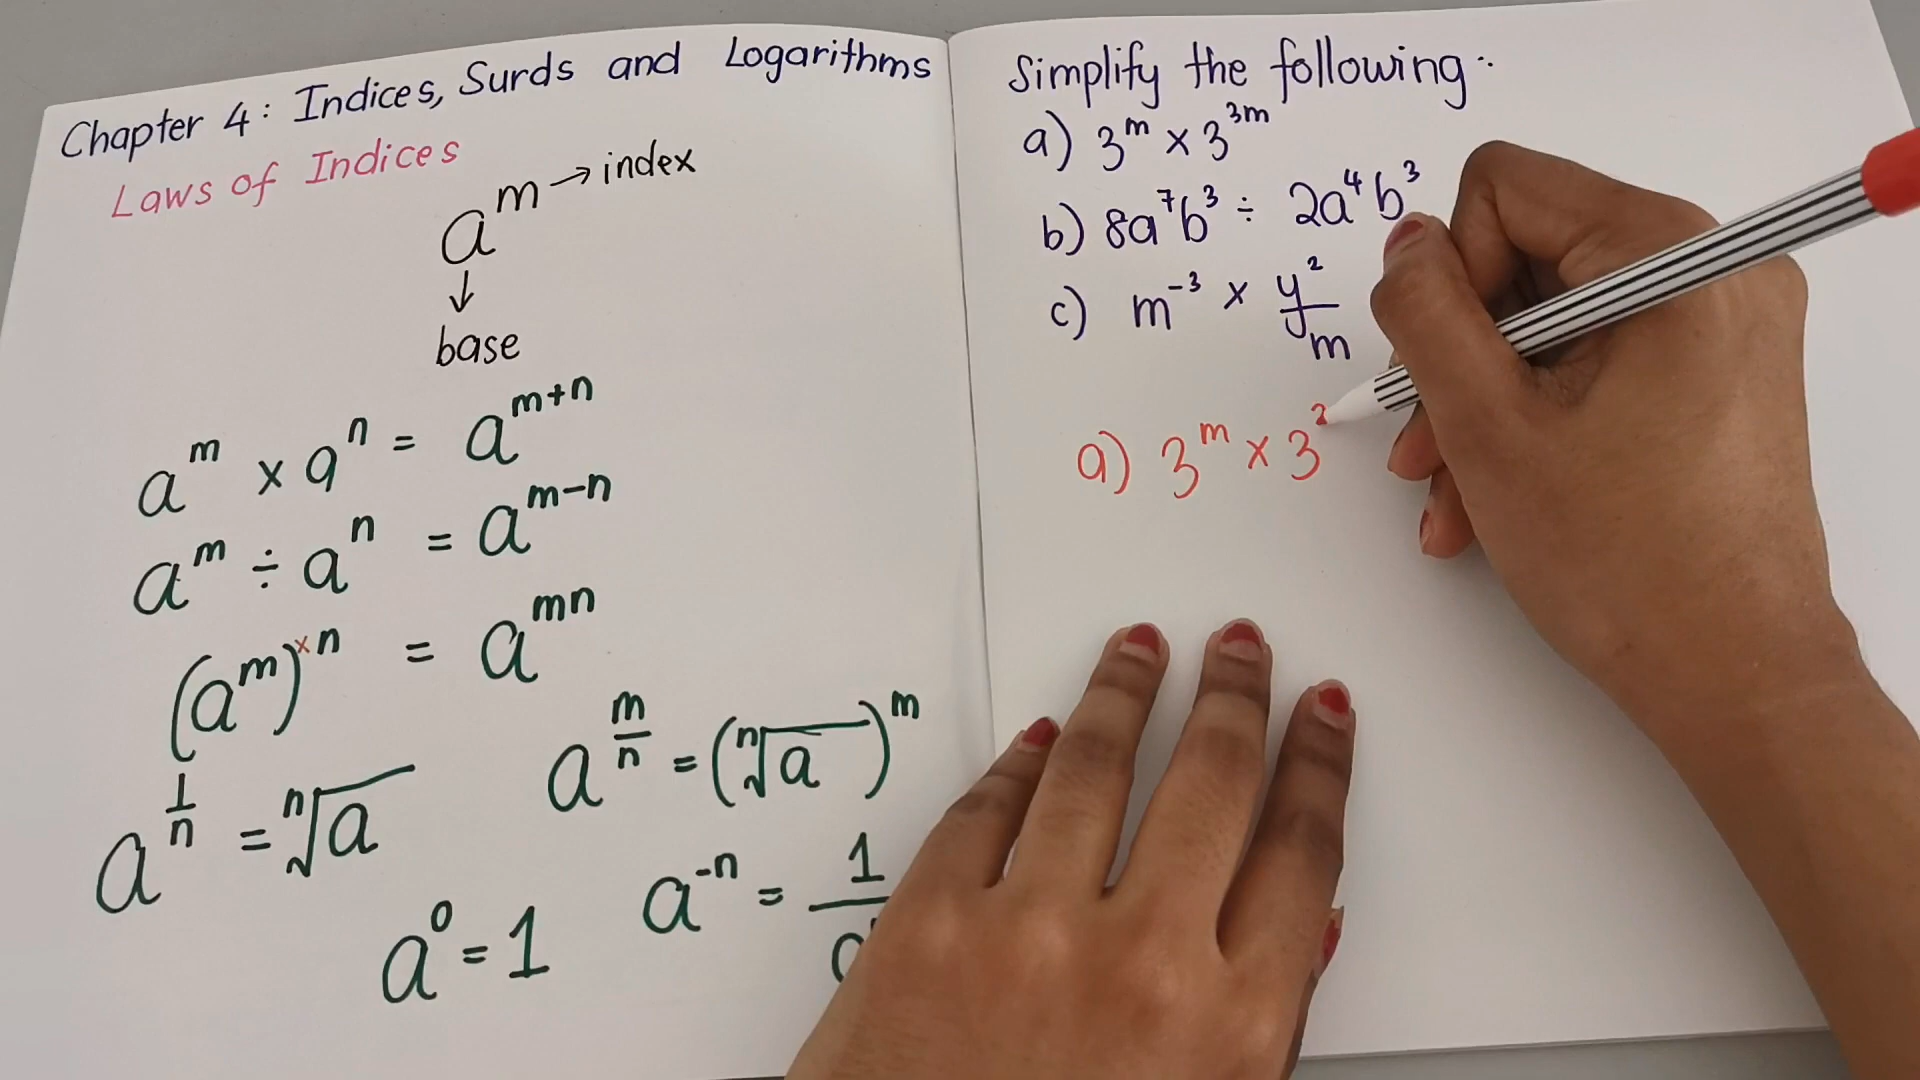 Chapter 4: Indices, Surds and Logarithms
Laws of Indices
a^m → index
↓
base
a^m × a^n = a^(m+n)
a^m ÷ a^n = a^(m-n)
(a^m)^×n = a^(mn)
a^(1/n) = ⁿ√a
a^(m/n) = (ⁿ√a)^m
a^0 = 1
a^(-n) = 1/a
Simplify the following:
a) 3^m × 3^(3m)
b) 8a^7b^3 ÷ 2a^4b^3
c) m^(-3) × y^2/m
a) 3^m × 3